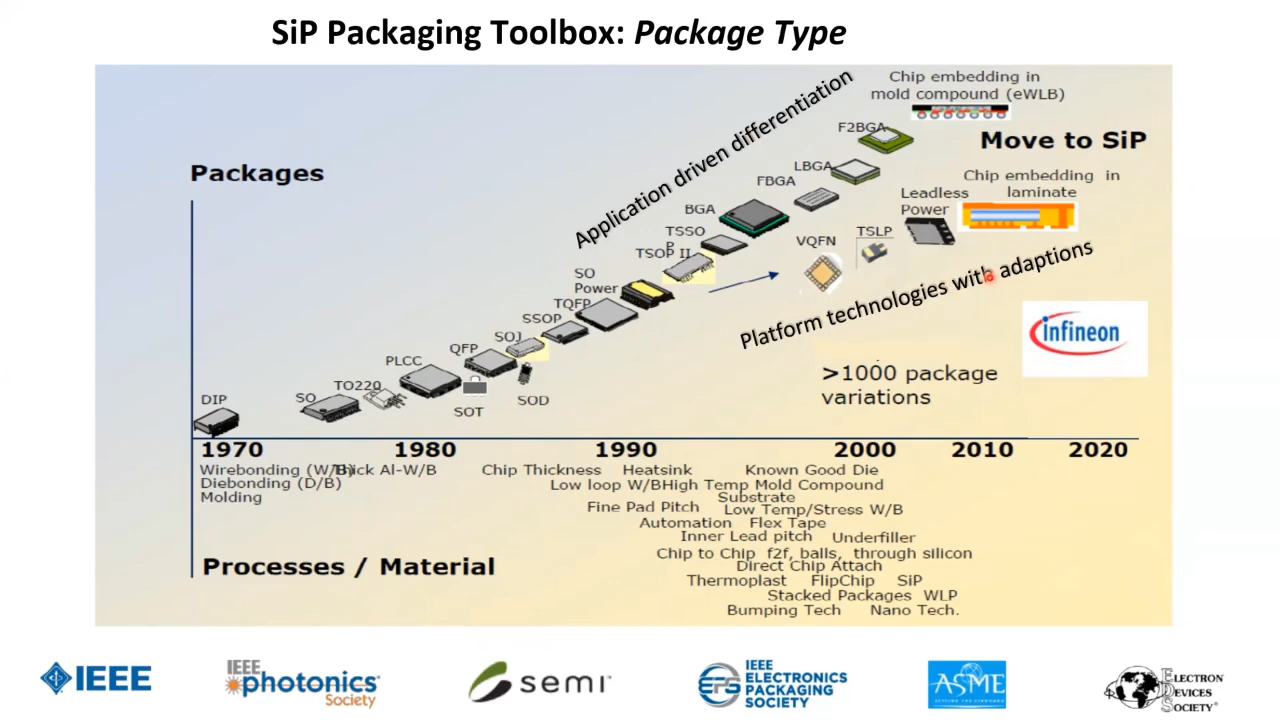 SiP Packaging Toolbox: Package Type
Chip embedding in
mold compound (eWLB)
Application driven differentiation
F2BGA
Move to SiP
Packages
LBGA
FBGA
Chip embedding in
laminate
Leadless
Power
BGA
TSSO
P
TSLP
VQFN
TSOP II
Platform technologies with adaptions
SO
Power
TQFP
SSOP
SOJ
infineon
QFP
PLCC
>1000 package
variations
TO220
SO
DIP
SOD
SOT
1970 1980 1990 2000 2010 2020
Wirebonding (W/B) Thick Al-W/B Chip Thickness Heatsink Known Good Die
Diebonding (D/B) Low loop W/B High Temp Mold Compound
Molding Substrate
Fine Pad Pitch Low Temp/Stress W/B
Automation Flex Tape
Inner Lead pitch Underfiller
Chip to Chip f2f, balls, through silicon
Direct Chip Attach
Processes / Material
Thermoplast FlipChip SiP
Stacked Packages WLP
Bumping Tech Nano Tech.
IEEE
IEEE
photonics
Society
semi
EPS
IEEE
ELECTRONICS
PACKAGING
SOCIETY
ASME
SETTING THE STANDARD
ELECTRON
DEVICES
SOCIETY®